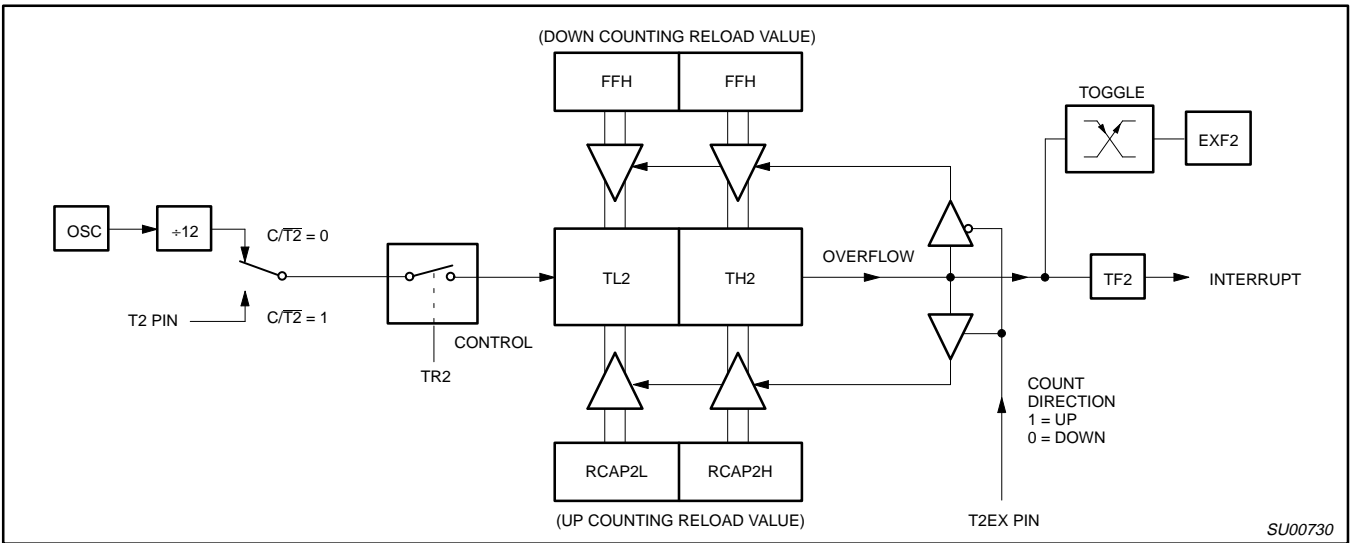 (DOWN COUNTING RELOAD VALUE)
FFH FFH
TOGGLE
EXF2
OSC ÷12
C/T2̅ = 0
TL2 TH2
OVERFLOW
TF2
INTERRUPT
T2 PIN
C/T2̅ = 1
CONTROL
TR2
COUNT
DIRECTION
1 = UP
0 = DOWN
RCAP2L RCAP2H
(UP COUNTING RELOAD VALUE)
T2EX PIN
SU00730